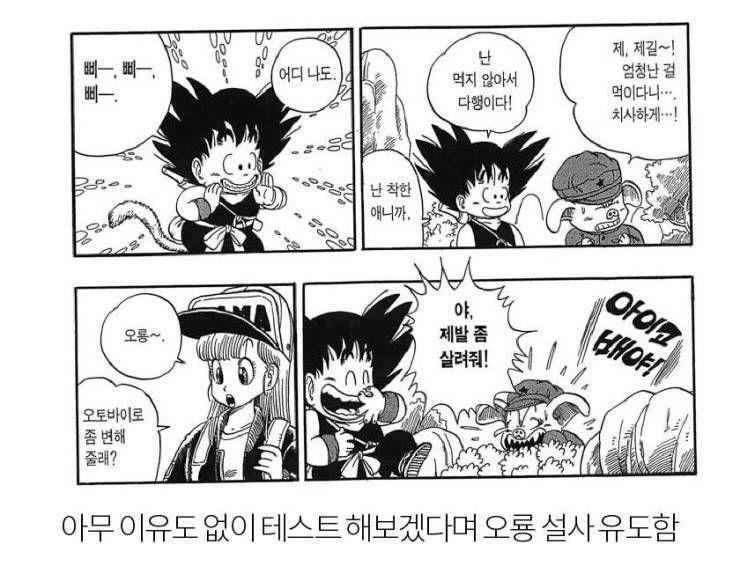 삐—, 삐—,
삐—.
어디 나도.
난
먹지 않아서
다행이다!
제, 제길~!
엄청난 걸
먹이다니….
치사하게…!
난 착한
애니까.
오룡~.
오토바이로
좀 변해
줄래?
야,
제발 좀
살려줘!
아이고
배야!
아무 이유도 없이 테스트 해보겠다며 오룡 설사 유도함